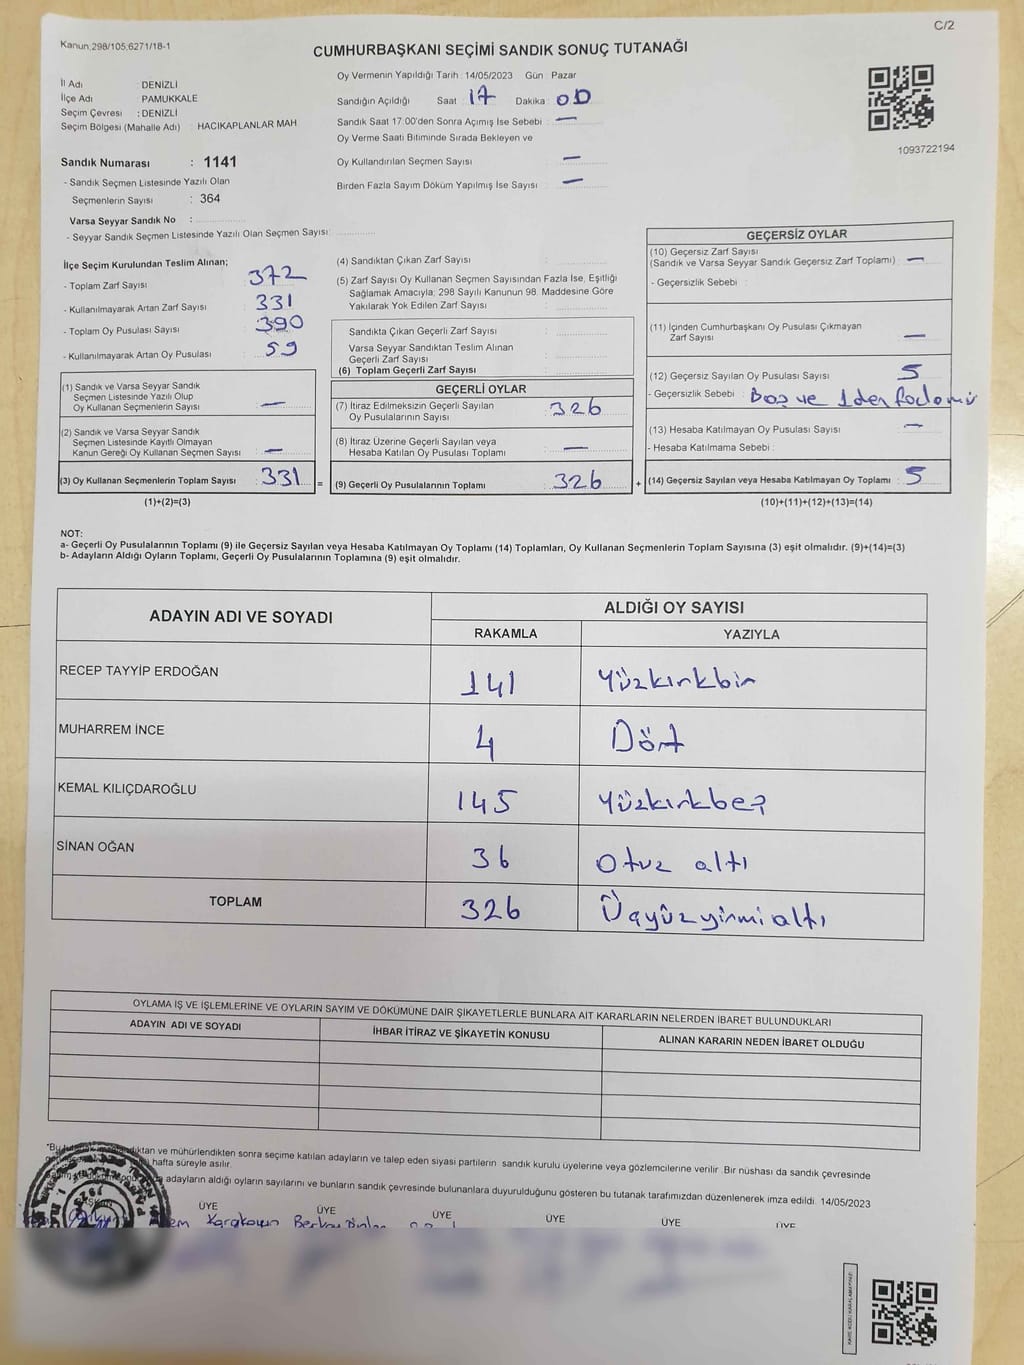 C/2
Kanun;298/105;6271/18-1
CUMHURBAŞKANI SEÇİMİ SANDIK SONUÇ TUTANAĞI
İl Adı : DENİZLİ
İlçe Adı : PAMUKKALE
Seçim Çevresi : DENİZLİ
Seçim Bölgesi (Mahalle Adı) : HACIKAPLANLAR MAH
Oy Vermenin Yapıldığı Tarih : 14/05/2023 Gün : Pazar
Sandığın Açıldığı Saat 17 Dakika : 00
Sandık Saat 17:00'den Sonra Açımış İse Sebebi : —
Oy Verme Saati Bitiminde Sırada Bekleyen ve
Oy Kullandırılan Seçmen Sayısı : —
Birden Fazla Sayım Döküm Yapılmış İse Sayısı : —
1093722194
Sandık Numarası : 1141
- Sandık Seçmen Listesinde Yazılı Olan
Seçmenlerin Sayısı : 364
Varsa Seyyar Sandık No :
- Seyyar Sandık Seçmen Listesinde Yazılı Olan Seçmen Sayısı:
İlçe Seçim Kurulundan Teslim Alınan;
- Toplam Zarf Sayısı : 372
- Kullanılmayarak Artan Zarf Sayısı : 331
- Toplam Oy Pusulası Sayısı : 390
- Kullanılmayarak Artan Oy Pusulası : 59
(1) Sandık ve Varsa Seyyar Sandık
Seçmen Listesinde Yazılı Olup
Oy Kullanan Seçmenlerin Sayısı : —
(2) Sandık ve Varsa Seyyar Sandık
Seçmen Listesinde Kayıtlı Olmayan
Kanun Gereği Oy Kullanan Seçmen Sayısı : —
(3) Oy Kullanan Seçmenlerin Toplam Sayısı : 331 =
(1)+(2)=(3)
(4) Sandıktan Çıkan Zarf Sayısı :
(5) Zarf Sayısı Oy Kullanan Seçmen Sayısından Fazla İse, Eşitliği
Sağlamak Amacıyla; 298 Sayılı Kanunun 98. Maddesine Göre
Yakılarak Yok Edilen Zarf Sayısı :
Sandıkta Çıkan Geçerli Zarf Sayısı :
Varsa Seyyar Sandıktan Teslim Alınan
Geçerli Zarf Sayısı :
(6) Toplam Geçerli Zarf Sayısı :
GEÇERLİ OYLAR
(7) İtiraz Edilmeksizin Geçerli Sayılan
Oy Pusulalarının Sayısı : 326
(8) İtiraz Üzerine Geçerli Sayılan veya
Hesaba Katılan Oy Pusulası Toplamı : —
(9) Geçerli Oy Pusulalarının Toplamı : 326 +
GEÇERSİZ OYLAR
(10) Geçersiz Zarf Sayısı
(Sandık ve Varsa Seyyar Sandık Geçersiz Zarf Toplamı) : —
- Geçersizlik Sebebi :
(11) İçinden Cumhurbaşkanı Oy Pusulası Çıkmayan
Zarf Sayısı : —
(12) Geçersiz Sayılan Oy Pusulası Sayısı : 5
- Geçersizlik Sebebi : Boş ve 1den
(13) Hesaba Katılmayan Oy Pusulası Sayısı : —
- Hesaba Katılmama Sebebi :
(14) Geçersiz Sayılan veya Hesaba Katılmayan Oy Toplamı : 5
(10)+(11)+(12)+(13)=(14)
NOT:
a- Geçerli Oy Pusulalarının Toplamı (9) ile Geçersiz Sayılan veya Hesaba Katılmayan Oy Toplamı (14) Toplamları, Oy Kullanan Seçmenlerin Toplam Sayısına (3) eşit olmalıdır. (9)+(14)=(3)
b- Adayların Aldığı Oyların Toplamı, Geçerli Oy Pusulalarının Toplamına (9) eşit olmalıdır.
ADAYIN ADI VE SOYADI ALDIĞI OY SAYISI
RAKAMLA YAZIYLA
RECEP TAYYİP ERDOĞAN 141 Yüzkırkbir
MUHARREM İNCE 4 Dört
KEMAL KILIÇDAROĞLU 145 Yüzkırkbeş
SİNAN OĞAN 36 Otuz altı
TOPLAM 326 Üçyüzyirmialtı
OYLAMA İŞ VE İŞLEMLERİNE VE OYLARIN SAYIM VE DÖKÜMÜNE DAİR ŞİKAYETLERLE BUNLARA AİT KARARLARIN NELERDEN İBARET BULUNDUKLARI
ADAYIN ADI VE SOYADI İHBAR İTİRAZ VE ŞİKAYETİN KONUSU ALINAN KARARIN NEDEN İBARET OLDUĞU
"Bu tutanak ve mühürlendikten sonra seçime katılan adayların ve talep eden siyasi partilerin sandık kurulu üyelerine veya gözlemcilerine verilir. Bir nüshası da sandık çevresinde
hafta süreyle asılır.
adayların aldığı oyların sayılarını ve bunların sandık çevresinde bulunanlara duyurulduğunu gösteren bu tutanak tarafımızdan düzenlenerek imza edildi. 14/05/2023
ÜYE ÜYE ÜYE ÜYE ÜYE ÜYE
Karakoyun